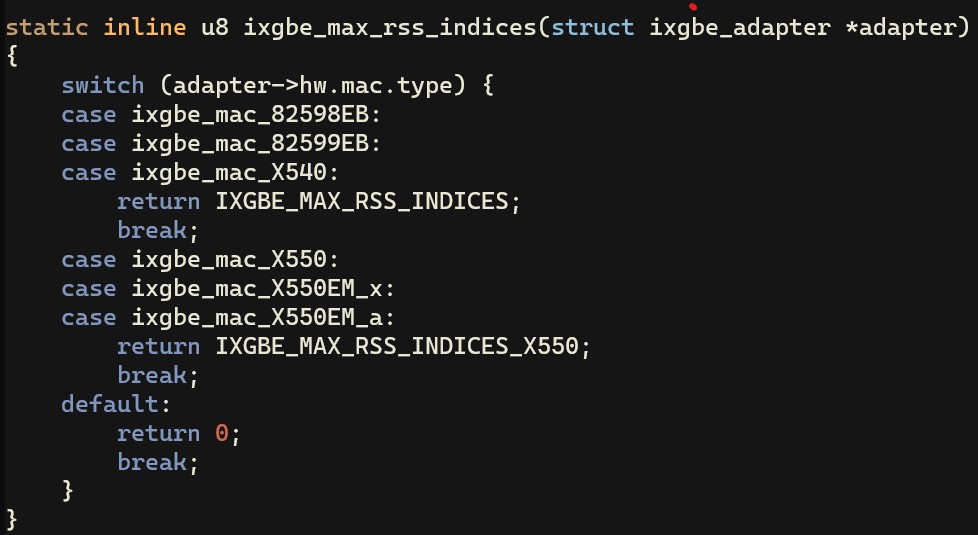 static inline u8 ixgbe_max_rss_indices(struct ixgbe_adapter *adapter)
{
    switch (adapter->hw.mac.type) {
    case ixgbe_mac_82598EB:
    case ixgbe_mac_82599EB:
    case ixgbe_mac_X540:
        return IXGBE_MAX_RSS_INDICES;
        break;
    case ixgbe_mac_X550:
    case ixgbe_mac_X550EM_x:
    case ixgbe_mac_X550EM_a:
        return IXGBE_MAX_RSS_INDICES_X550;
        break;
    default:
        return 0;
        break;
    }
}